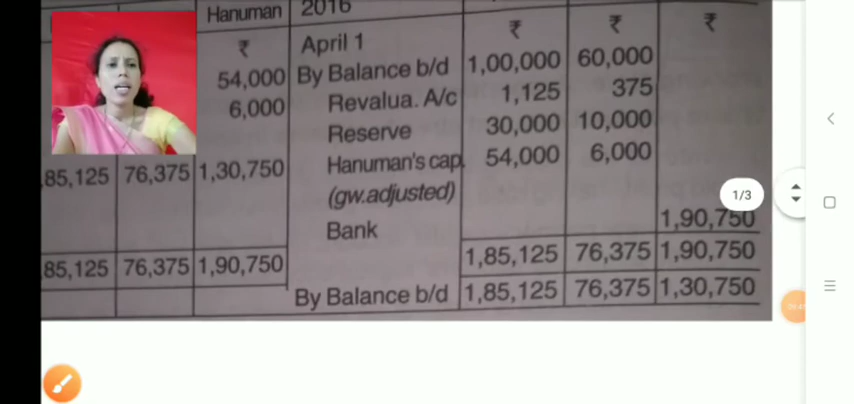 Hanuman 2016
₹ April 1 ₹ ₹ ₹
54,000 By Balance b/d 1,00,000 60,000
6,000 Revalua. A/c 1,125 375
Reserve 30,000 10,000
85,125 76,375 1,30,750 Hanuman's cap. 54,000 6,000
(gw.adjusted)
1/3
Bank 1,90,750
85,125 76,375 1,90,750 1,85,125 76,375 1,90,750
By Balance b/d 1,85,125 76,375 1,30,750